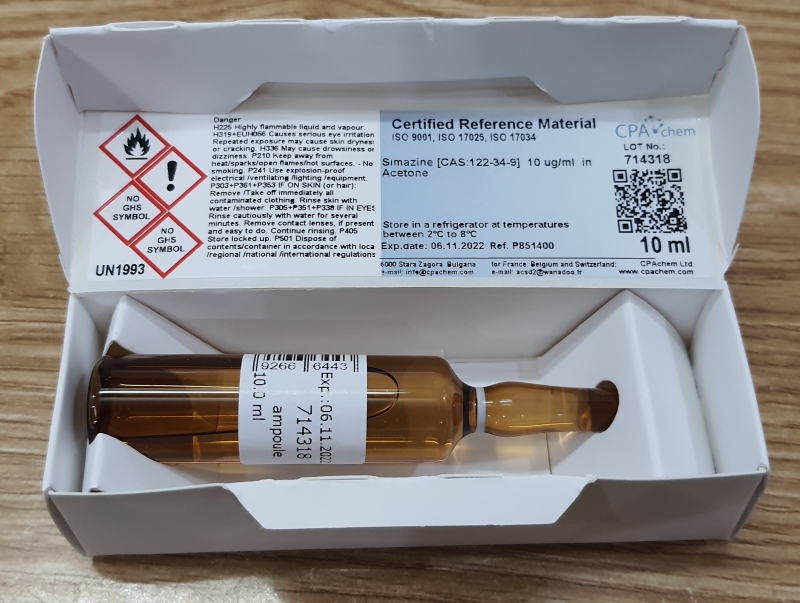 Danger
H225 Highly flammable liquid and vapour.
H319+EUH066 Causes serious eye irritation
Repeated exposure may cause skin dryness
or cracking. H336 May cause drowsiness or
dizziness. P210 Keep away from
heat/sparks/open flames/hot surfaces. - No
smoking. P241 Use explosion-proof
electrical /ventilating /lighting /equipment.
P303+P361+P353 IF ON SKIN (or hair):
Remove /Take off immediately all
contaminated clothing. Rinse skin with
water /shower. P305+P351+P338 IF IN EYES
Rinse cautiously with water for several
minutes. Remove contact lenses, if present
and easy to do. Continue rinsing. P405
Store locked up. P501 Dispose of
contents/container in accordance with loca
/regional /national /international regulations
NO
GHS
SYMBOL
NO
GHS
SYMBOL
UN1993
Certified Reference Material
ISO 9001, ISO 17025, ISO 17034
Simazine [CAS:122-34-9] 10 ug/ml in
Acetone
Store in a refrigerator at temperatures
between 2°C to 8°C
Exp.date: 06.11.2022 Ref. P851400
6000 Stara Zagora Bulgaria
e-mail: info@cpachem.com
for France, Belgium and Switzerland:
e-mail:
CPAchem
LOT No.:
714318
10 ml
CPAchem Ltd
www.cpachem.com
9266 6443
Exp.:06.11.2022
714318
ampoule
10.0 ml